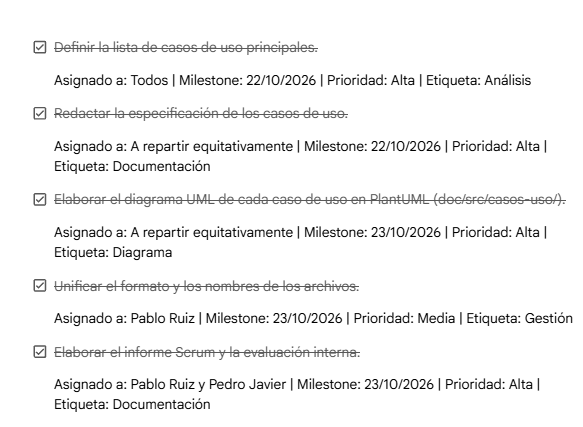 Definir la lista de casos de uso principales.
Asignado a: Todos | Milestone: 22/10/2026 | Prioridad: Alta | Etiqueta: Análisis
Redactar la especificación de los casos de uso.
Asignado a: A repartir equitativamente | Milestone: 22/10/2026 | Prioridad: Alta |
Etiqueta: Documentación
Elaborar el diagrama UML de cada caso de uso en PlantUML (doc/src/casos-uso/).
Asignado a: A repartir equitativamente | Milestone: 23/10/2026 | Prioridad: Alta |
Etiqueta: Diagrama
Unificar el formato y los nombres de los archivos.
Asignado a: Pablo Ruiz | Milestone: 23/10/2026 | Prioridad: Media | Etiqueta: Gestión
Elaborar el informe Scrum y la evaluación interna.
Asignado a: Pablo Ruiz y Pedro Javier | Milestone: 23/10/2026 | Prioridad: Alta |
Etiqueta: Documentación